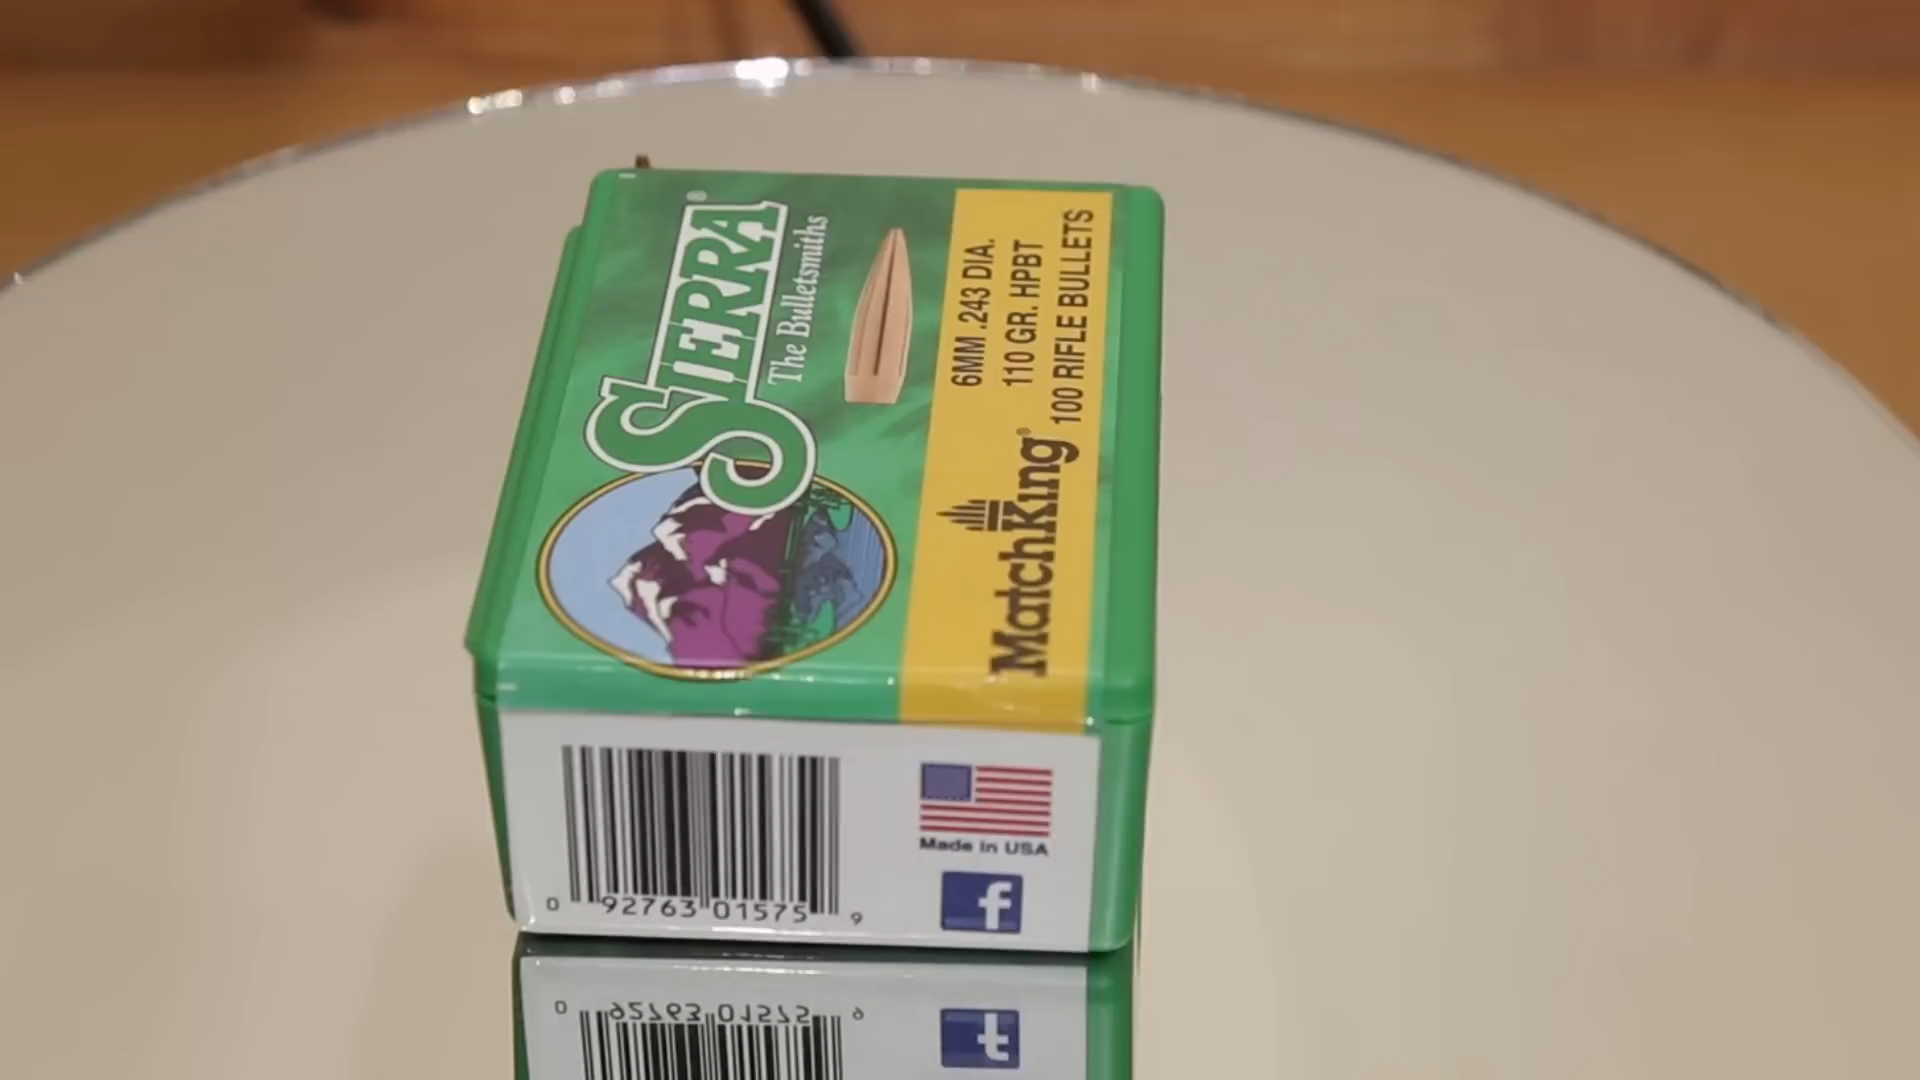 SIERRA®
The Bulletsmiths
MatchKing®
6MM .243 DIA.
110 GR. HPBT
100 RIFLE BULLETS
Made in USA
f
0 92763 01575 9